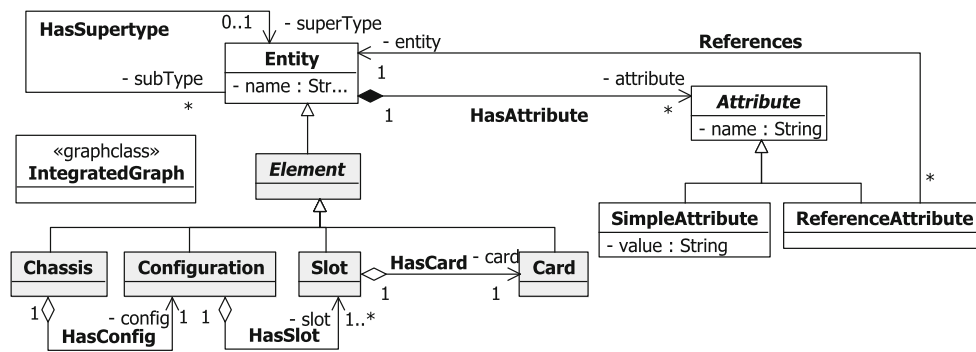 HasSupertype
0..1
- superType
Entity
- name : Str...
- subType
*
- entity
1
References
*
1
HasAttribute
- attribute
*
Attribute
- name : String
«graphclass»
IntegratedGraph
Element
SimpleAttribute
- value : String
ReferenceAttribute
Chassis
Configuration
Slot
HasCard
- card
1
1
Card
1
HasConfig
- config
1
1
HasSlot
- slot
1..*